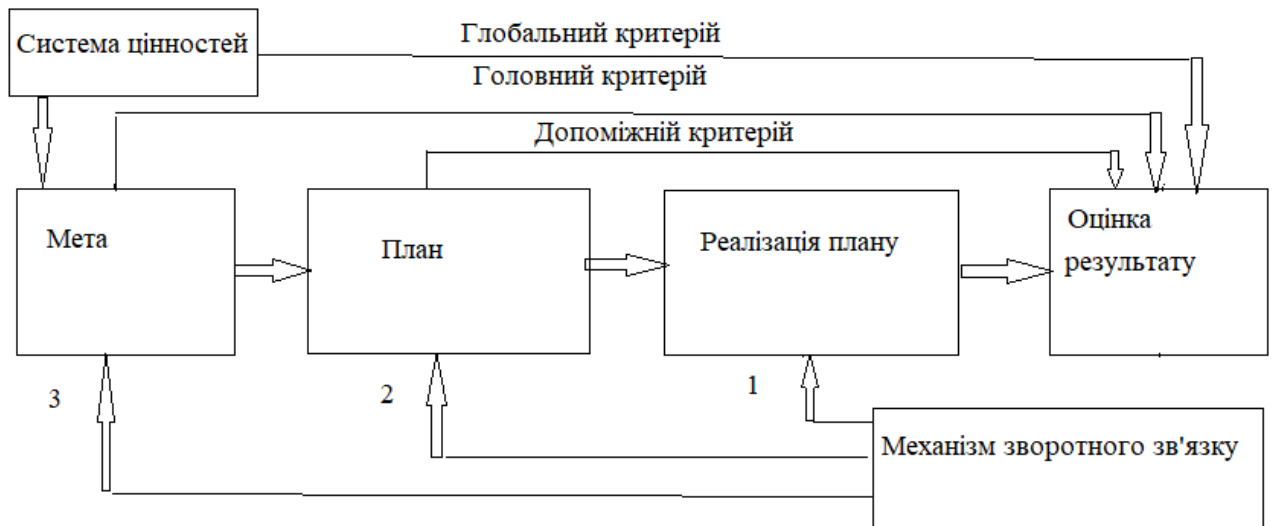 Система цінностей
Глобальний критерій
Головний критерій
Допоміжній критерій
Мета
План
Реалізація плану
Оцінка
результату
3
2
1
Механізм зворотного зв'язку